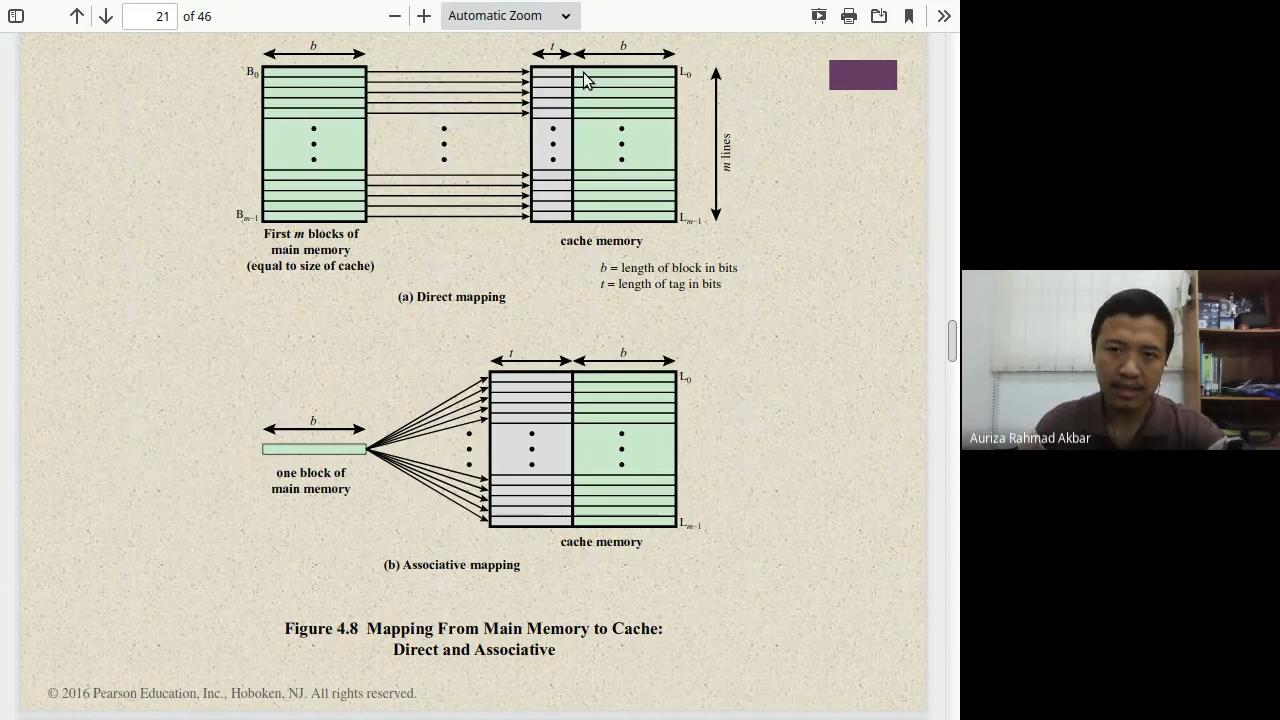 21 of 46
Automatic Zoom
b
t
b
B0
L0
m lines
Bm–1
Lm–1
First m blocks of
main memory
(equal to size of cache)
cache memory
b = length of block in bits
t = length of tag in bits
(a) Direct mapping
t
b
L0
b
one block of
main memory
Lm–1
cache memory
(b) Associative mapping
Figure 4.8 Mapping From Main Memory to Cache:
Direct and Associative
© 2016 Pearson Education, Inc., Hoboken, NJ. All rights reserved.
Auriza Rahmad Akbar